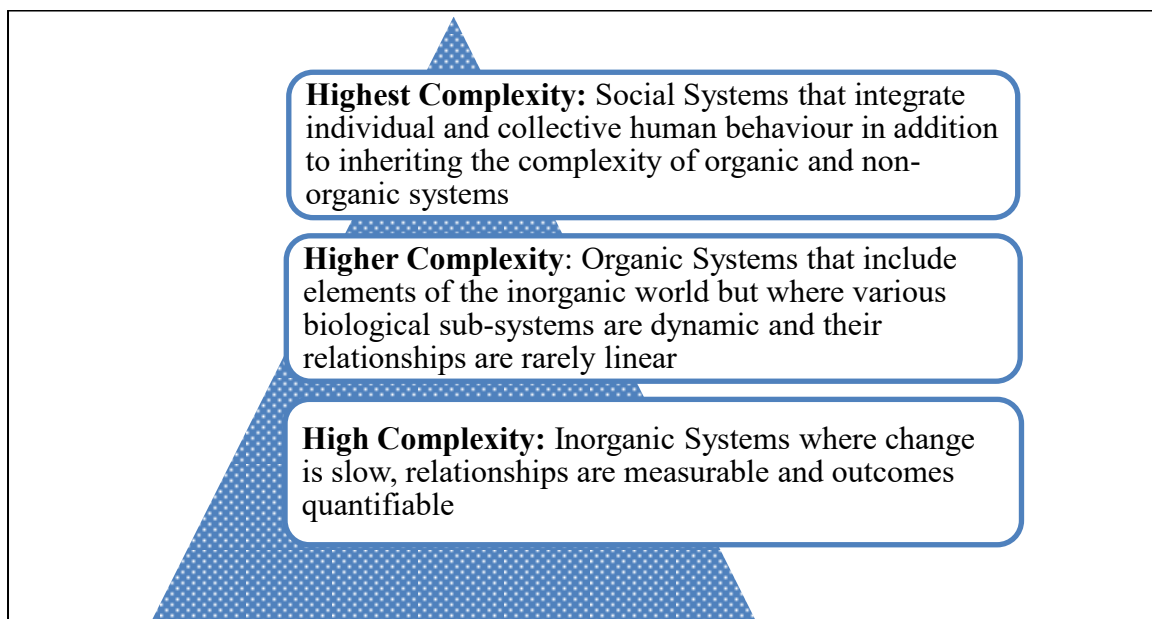 Highest Complexity: Social Systems that integrate
individual and collective human behaviour in addition
to inheriting the complexity of organic and non-
organic systems
Higher Complexity: Organic Systems that include
elements of the inorganic world but where various
biological sub-systems are dynamic and their
relationships are rarely linear
High Complexity: Inorganic Systems where change
is slow, relationships are measurable and outcomes
quantifiable